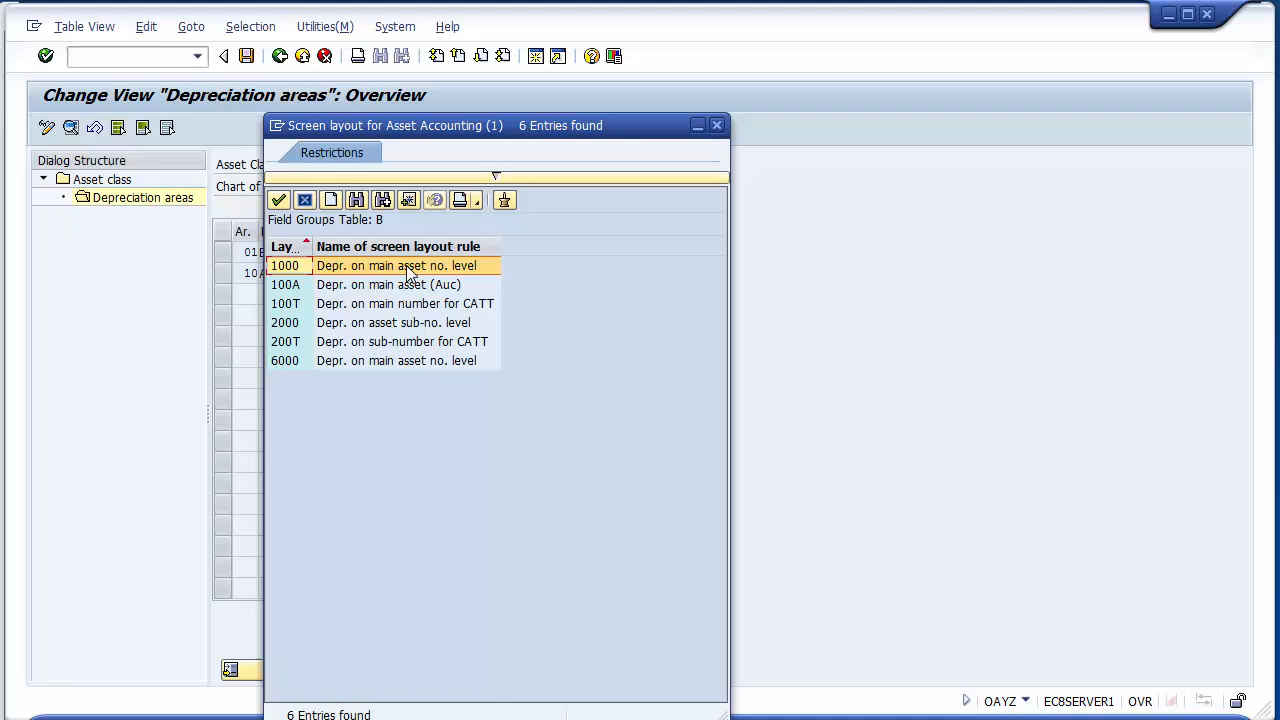 Table View Edit Goto Selection Utilities(M) System Help
Change View "Depreciation areas": Overview
Dialog Structure
Asset class
Depreciation areas
Asset Cla
Chart of
Ar.
01
10
Screen layout for Asset Accounting (1) 6 Entries found
Restrictions
Field Groups Table: B
Lay... Name of screen layout rule
1000 Depr. on main asset no. level
100A Depr. on main asset (Auc)
100T Depr. on main number for CATT
2000 Depr. on asset sub-no. level
200T Depr. on sub-number for CATT
6000 Depr. on main asset no. level
6 Entries found
OAYZ EC8SERVER1 OVR